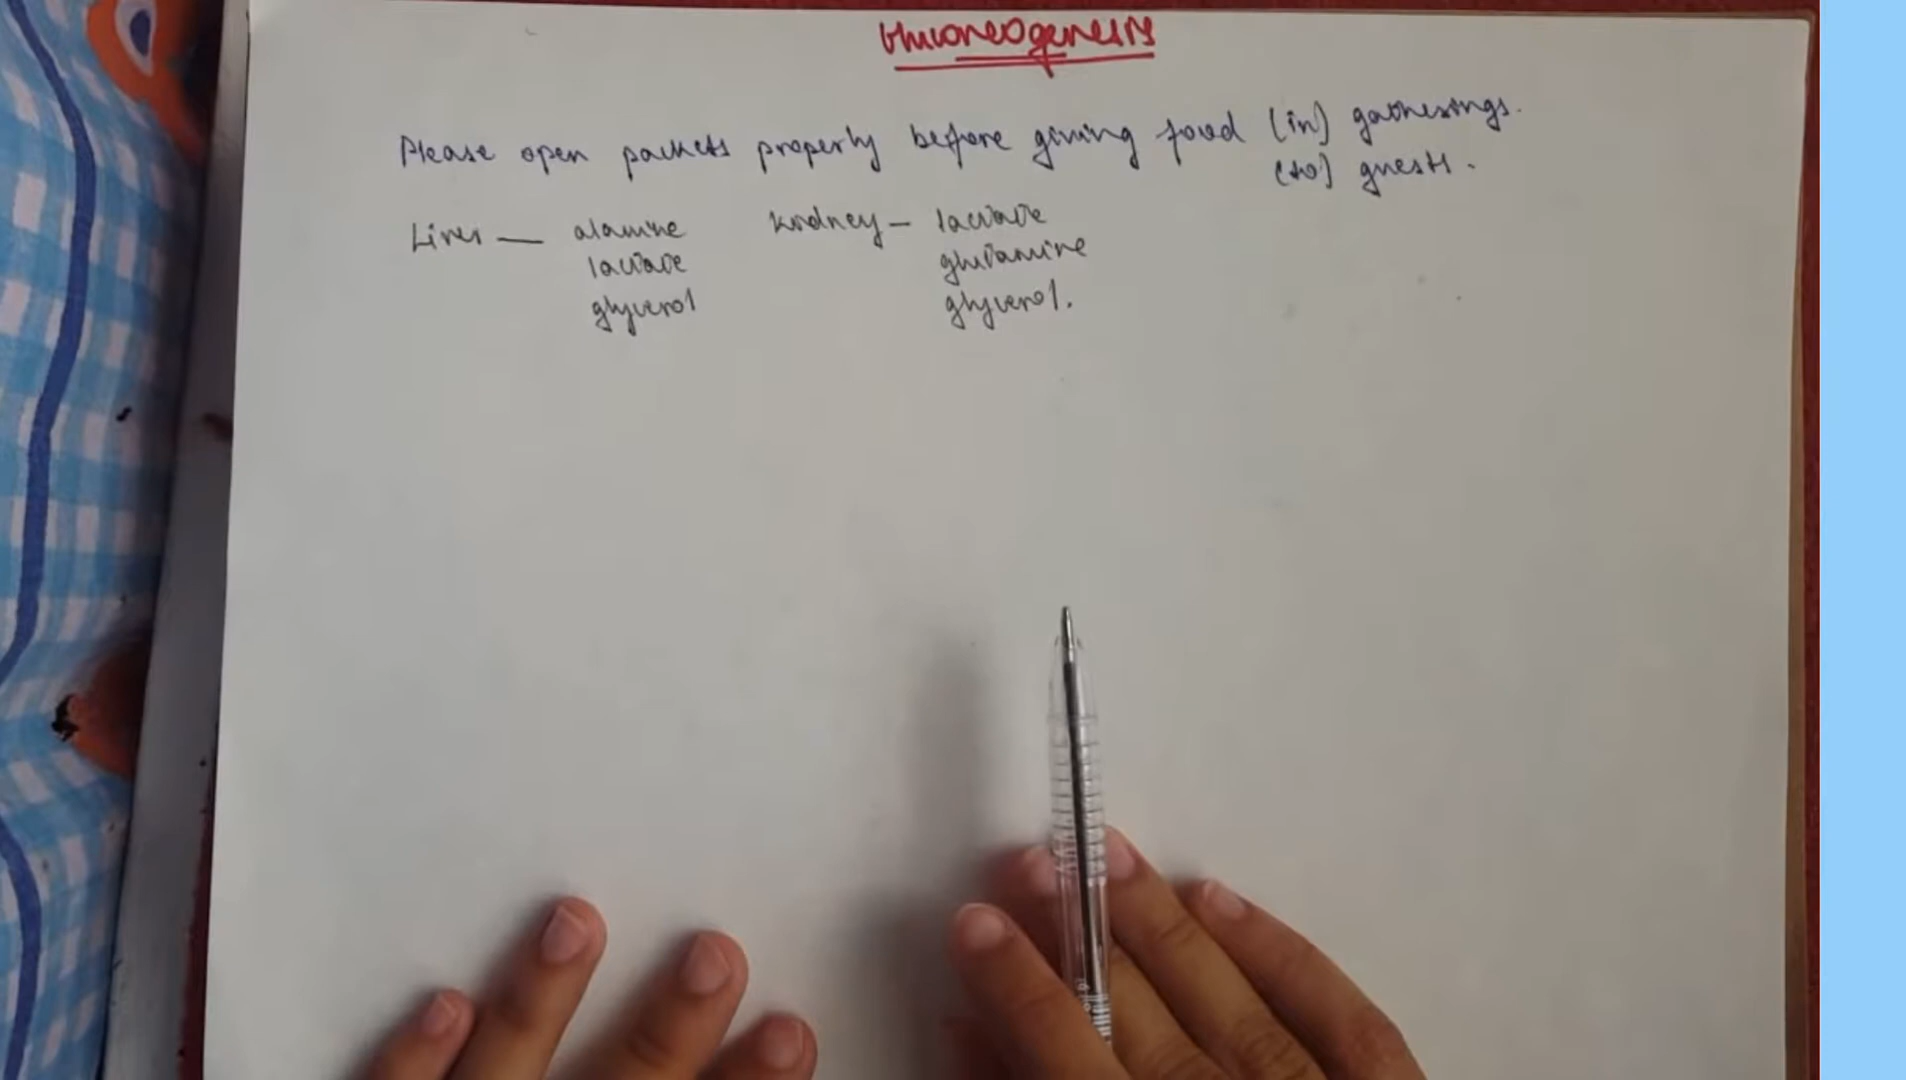 Gluconeogenesis
Please open packets properly before giving food (in) gatherings.
(to) guests.
Liver — alanine Kidney — lactate
lactate glutamine
glycerol glycerol.